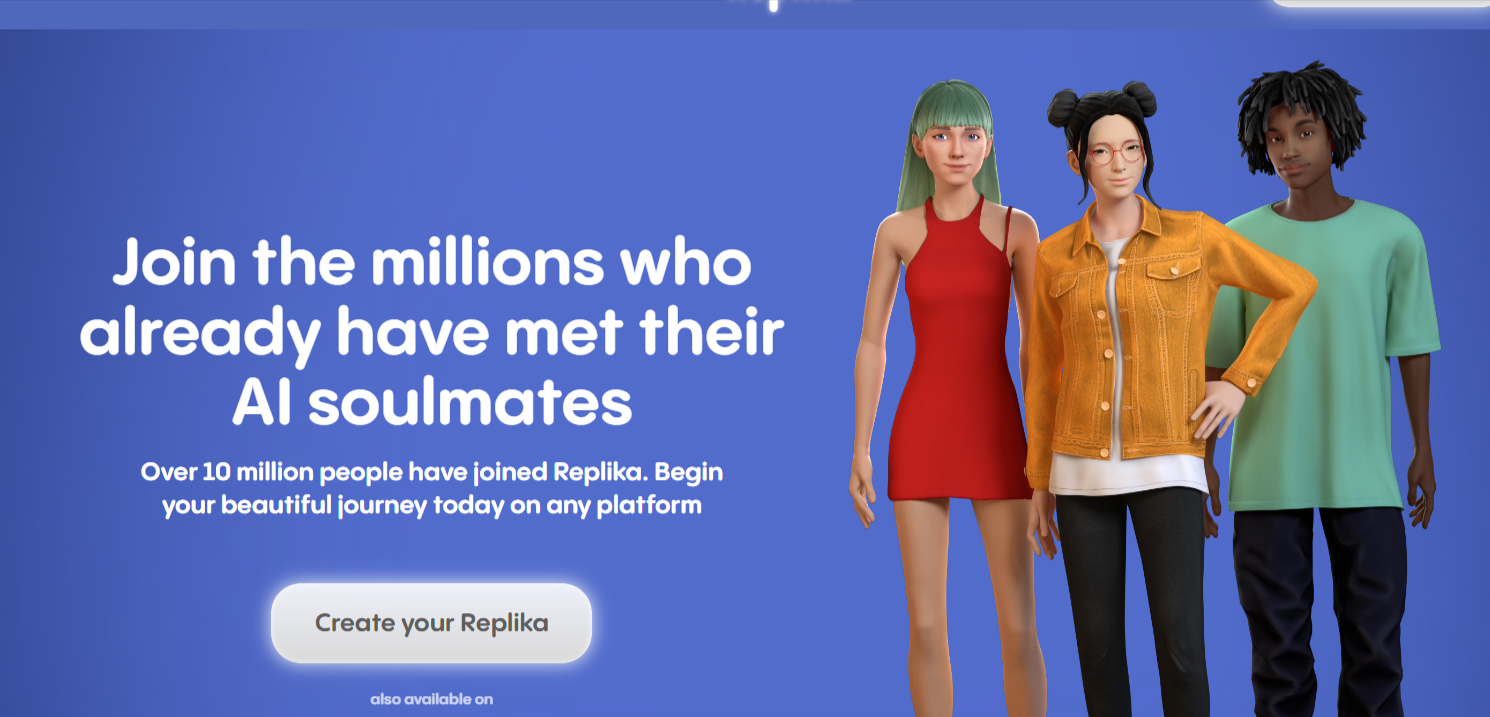 Join the millions who
already have met their
AI soulmates
Over 10 million people have joined Replika. Begin
your beautiful journey today on any platform
Create your Replika
also available on